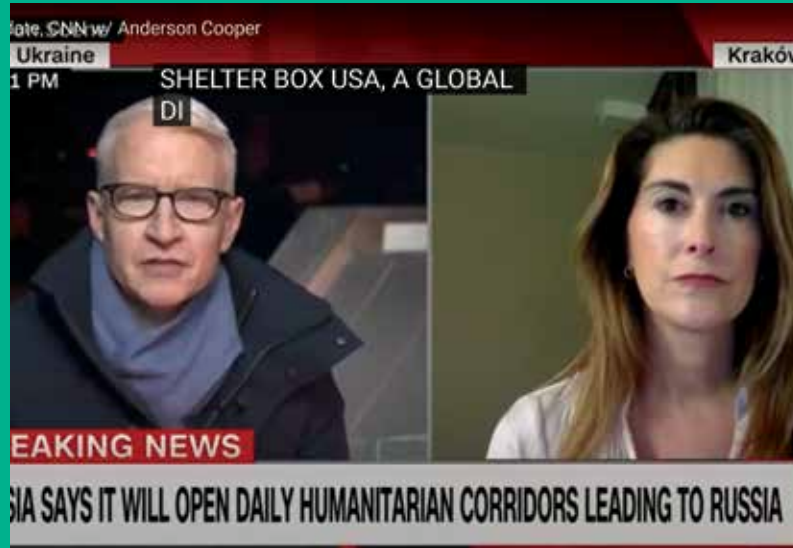 w/ Anderson Cooper
Ukraine
Kraków
1 PM
SHELTER BOX USA, A GLOBAL
DI
EAKING NEWS
SIA SAYS IT WILL OPEN DAILY HUMANITARIAN CORRIDORS LEADING TO RUSSIA